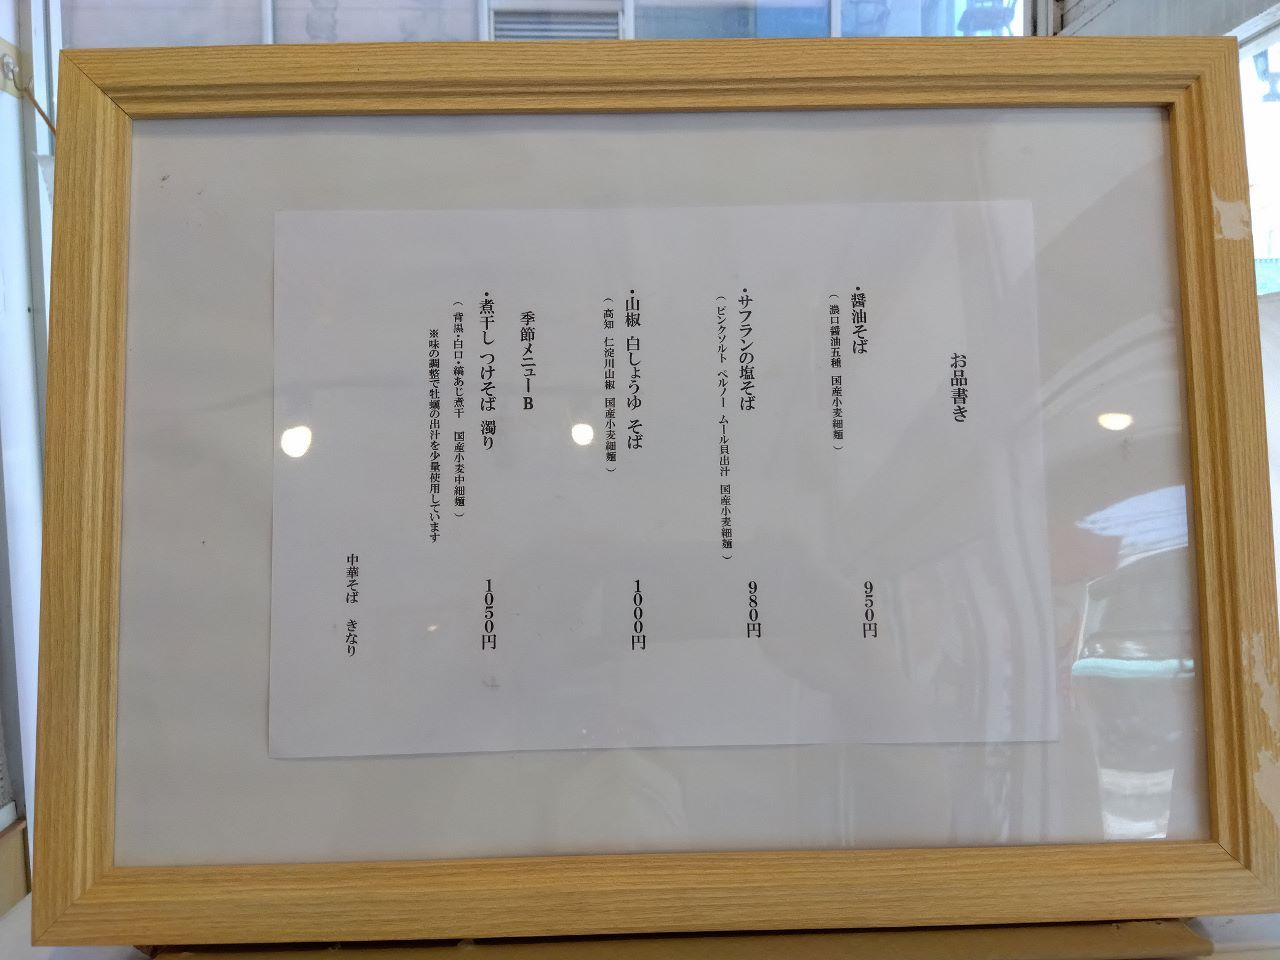 お品書き
・醤油そば
（濃口醤油五種 国産小麦細麺）
950円
・サフランの塩そば
（ピンクソルト ペルノー ムール貝出汁 国産小麦細麺）
980円
・山椒 白しょうゆ そば
（高知 仁淀川山椒 国産小麦細麺）
1000円
季節メニューB
・煮干し つけそば 濁り
（背黒・白口・縞あじ煮干 国産小麦中細麺）
※味の調整で牡蠣の出汁を少量使用しています
1050円
中華そば きなり